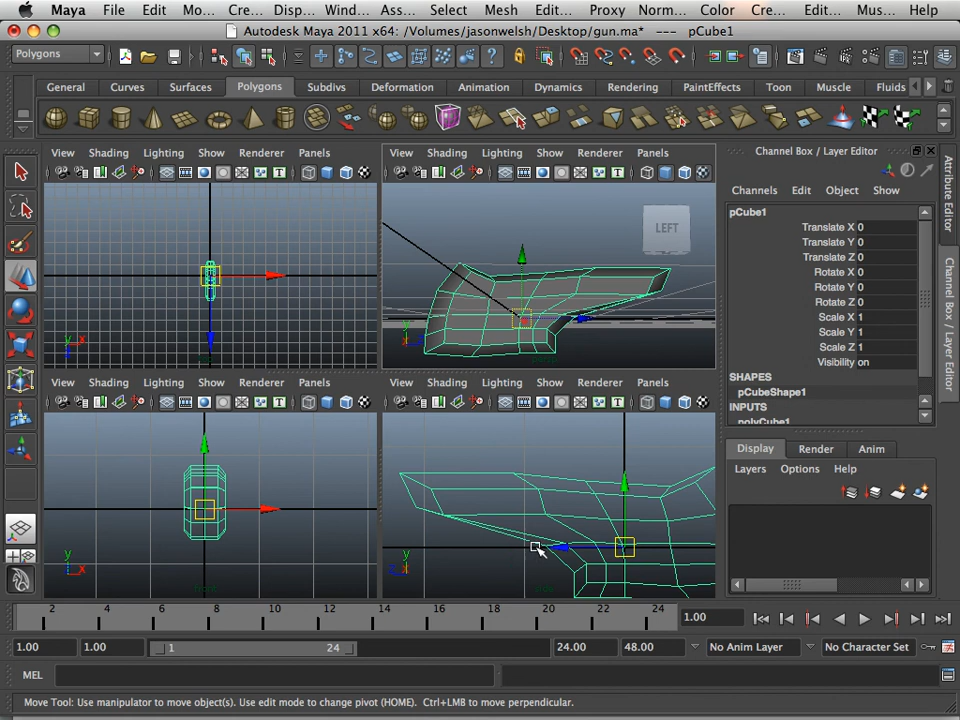 Maya File Edit Mo... Cre... Disp... Wind... Ass... Select Mesh Edit... Proxy Norm... Color Cre... Edit... Mus... Help
Autodesk Maya 2011 x64: /Volumes/jasonwelsh/Desktop/gun.ma* --- pCube1
Polygons
General Curves Surfaces Polygons Subdivs Deformation Animation Dynamics Rendering PaintEffects Toon Muscle Fluids
View Shading Lighting Show Renderer Panels
View Shading Lighting Show Renderer Panels
LEFT
y
x
z
y
z
View Shading Lighting Show Renderer Panels
View Shading Lighting Show Renderer Panels
y
x
y
Channel Box / Layer Editor
Channels Edit Object Show
pCube1
Translate X 0
Translate Y 0
Translate Z 0
Rotate X 0
Rotate Y 0
Rotate Z 0
Scale X 1
Scale Y 1
Scale Z 1
Visibility on
SHAPES
pCubeShape1
INPUTS
polyCube1
Display Render Anim
Layers Options Help
Attribute Editor
Channel Box / Layer Editor
2 4 6 8 10 12 14 16 18 20 22 24
1.00
1.00 1.00 1 24 24.00 48.00 No Anim Layer No Character Set
MEL
Move Tool: Use manipulator to move object(s). Use edit mode to change pivot (HOME). Ctrl+LMB to move perpendicular.